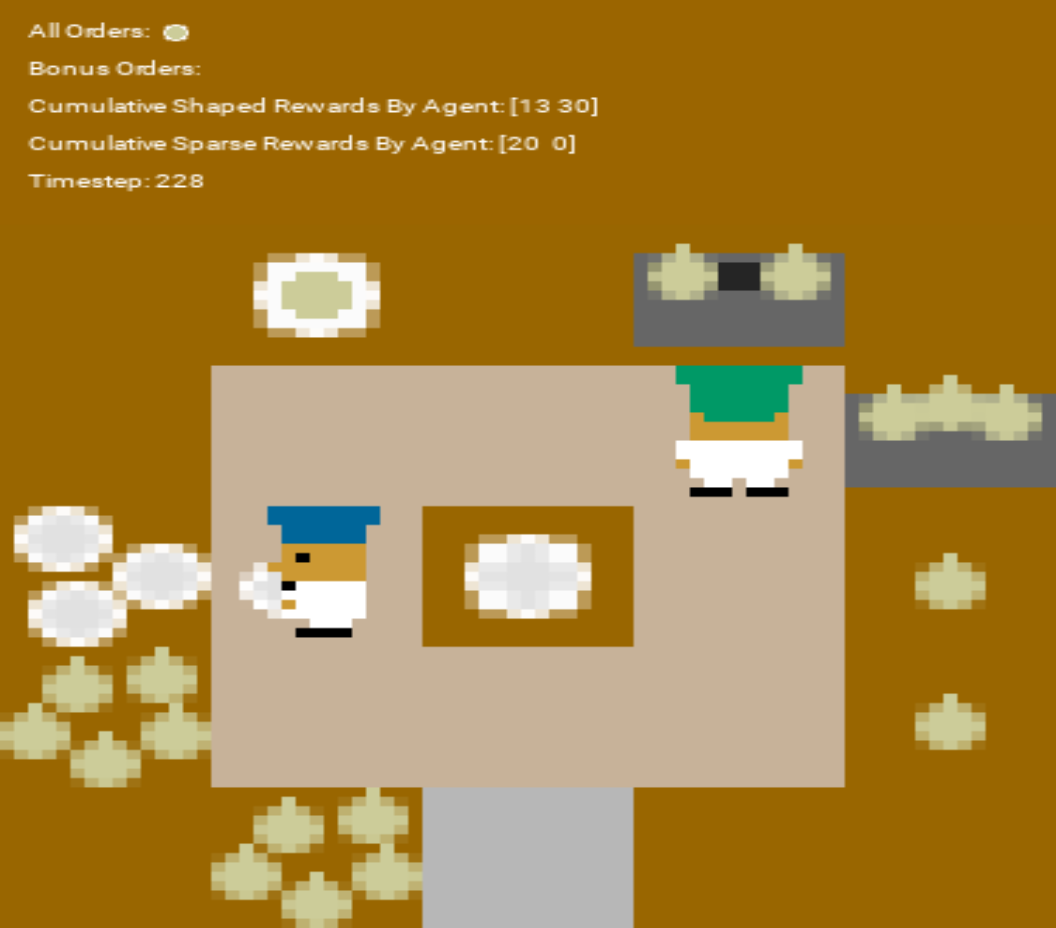 All Orders:
Bonus Orders:
Cumulative Shaped Rewards By Agent: [13 30]
Cumulative Sparse Rewards By Agent: [20 0]
Timestep: 228